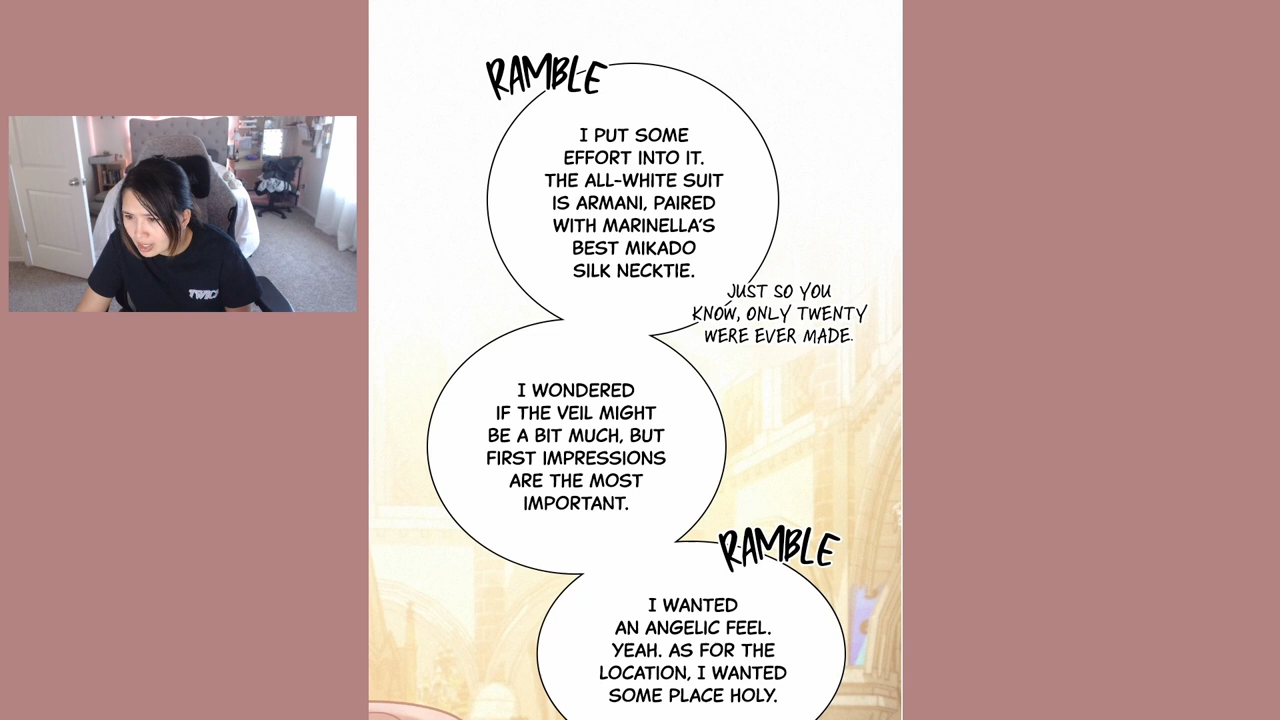 RAMBLE
I PUT SOME
EFFORT INTO IT.
THE ALL-WHITE SUIT
IS ARMANI, PAIRED
WITH MARINELLA'S
BEST MIKADO
SILK NECKTIE.
JUST SO YOU
KNOW, ONLY TWENTY
WERE EVER MADE.
I WONDERED
IF THE VEIL MIGHT
BE A BIT MUCH, BUT
FIRST IMPRESSIONS
ARE THE MOST
IMPORTANT.
RAMBLE
I WANTED
AN ANGELIC FEEL.
YEAH. AS FOR THE
LOCATION, I WANTED
SOME PLACE HOLY.